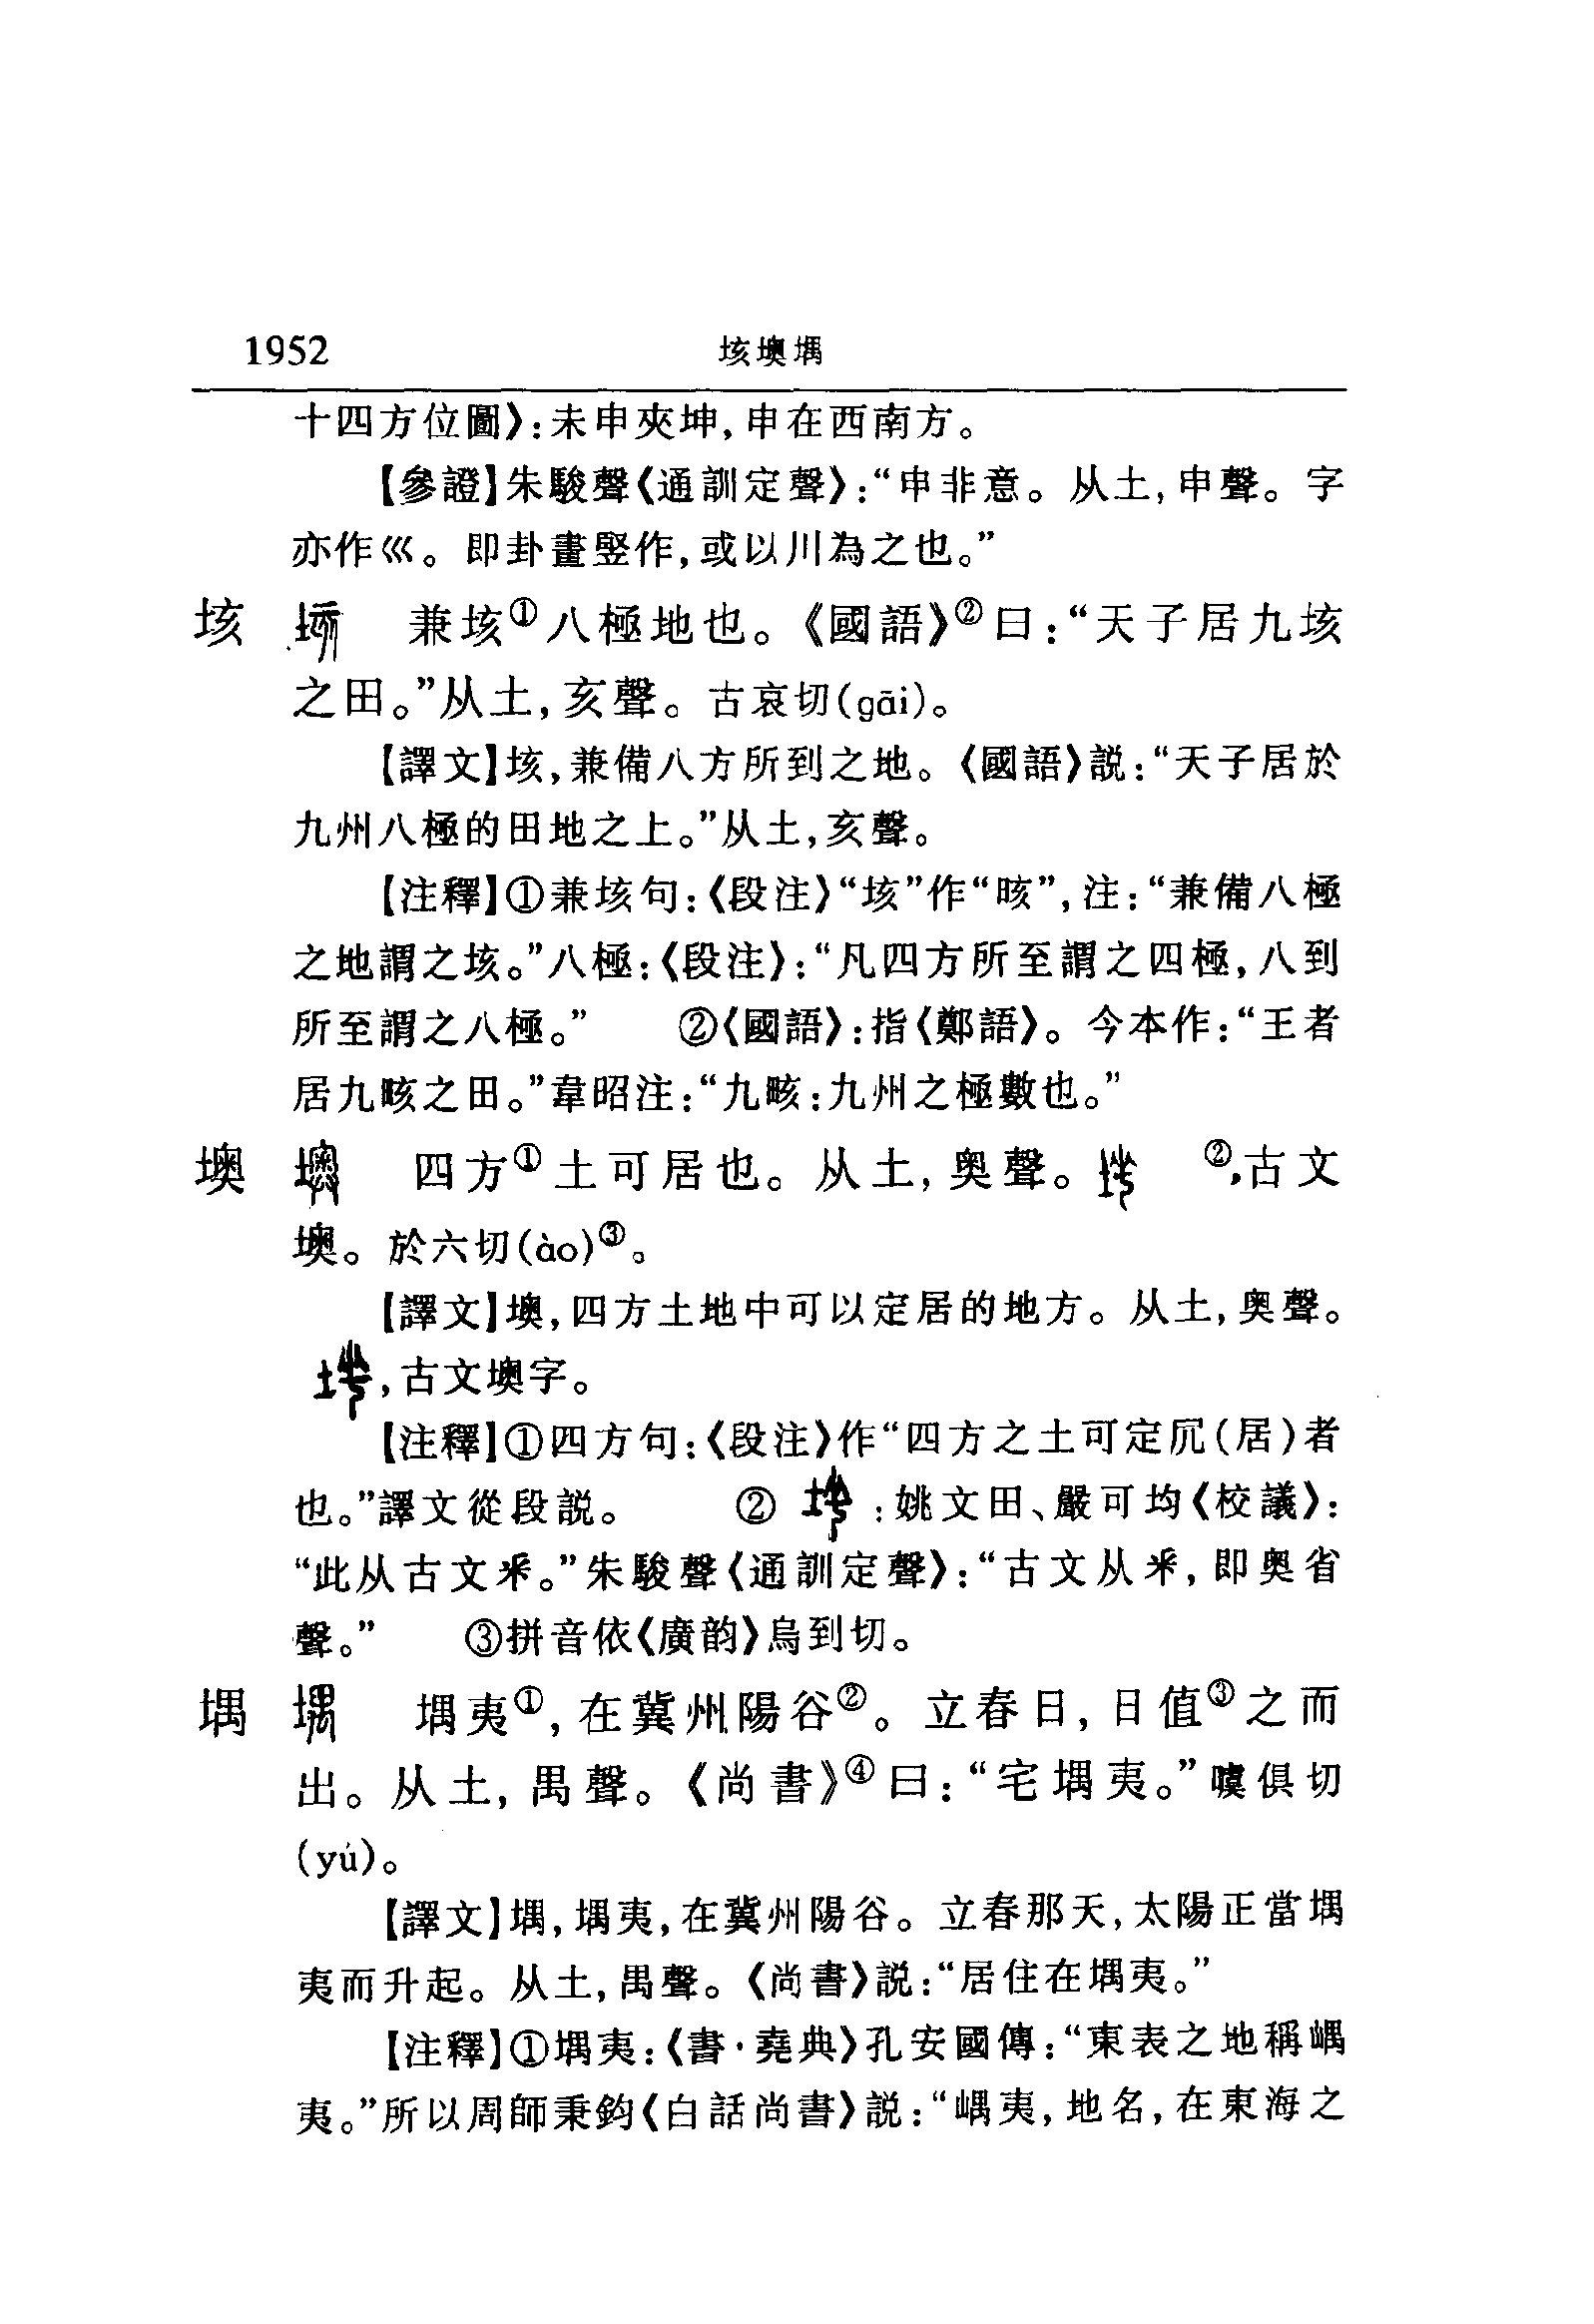 1952 垓墺堣
十四方位圖》:未申夾坤,申在西南方。
【參證】朱駿聲《通訓定聲》:“申非意。从土,申聲。字
亦作巛。即卦畫豎作,或以川為之也。”
垓 兼垓①八極地也。《國語》②曰:“天子居九垓
之田。”从土,亥聲。古哀切(gāi)。
【譯文】垓,兼備八方所到之地。《國語》説:“天子居於
九州八極的田地之上。”从土,亥聲。
【注釋】①兼垓句:《段注》“垓”作“晐”,注:“兼備八極
之地謂之垓。”八極:《段注》:“凡四方所至謂之四極,八到
所至謂之八極。” ②《國語》:指《鄭語》。今本作:“王者
居九畡之田。”韋昭注:“九畡:九州之極數也。”
墺 四方①土可居也。从土,奥聲。 ②,古文
墺。於六切(ào)③。
【譯文】墺,四方土地中可以定居的地方。从土,奥聲。
,古文墺字。
【注釋】①四方句:《段注》作“四方之土可定凥(居)者
也。”譯文從段説。 ② :姚文田、嚴可均《校議》:
“此从古文釆。”朱駿聲《通訓定聲》:“古文从釆,即奥省
聲。” ③拼音依《廣韵》烏到切。
堣 堣夷①,在冀州陽谷②。立春日,日值③之而
出。从土,禺聲。《尚書》④曰:“宅堣夷。”噳俱切
(yú)。
【譯文】堣,堣夷,在冀州陽谷。立春那天,太陽正當堣
夷而升起。从土,禺聲。《尚書》説:“居住在堣夷。”
【注釋】①堣夷:《書·堯典》孔安國傳:“東表之地稱嵎
夷。”所以周師秉鈞《白話尚書》説:“嵎夷,地名,在東海之